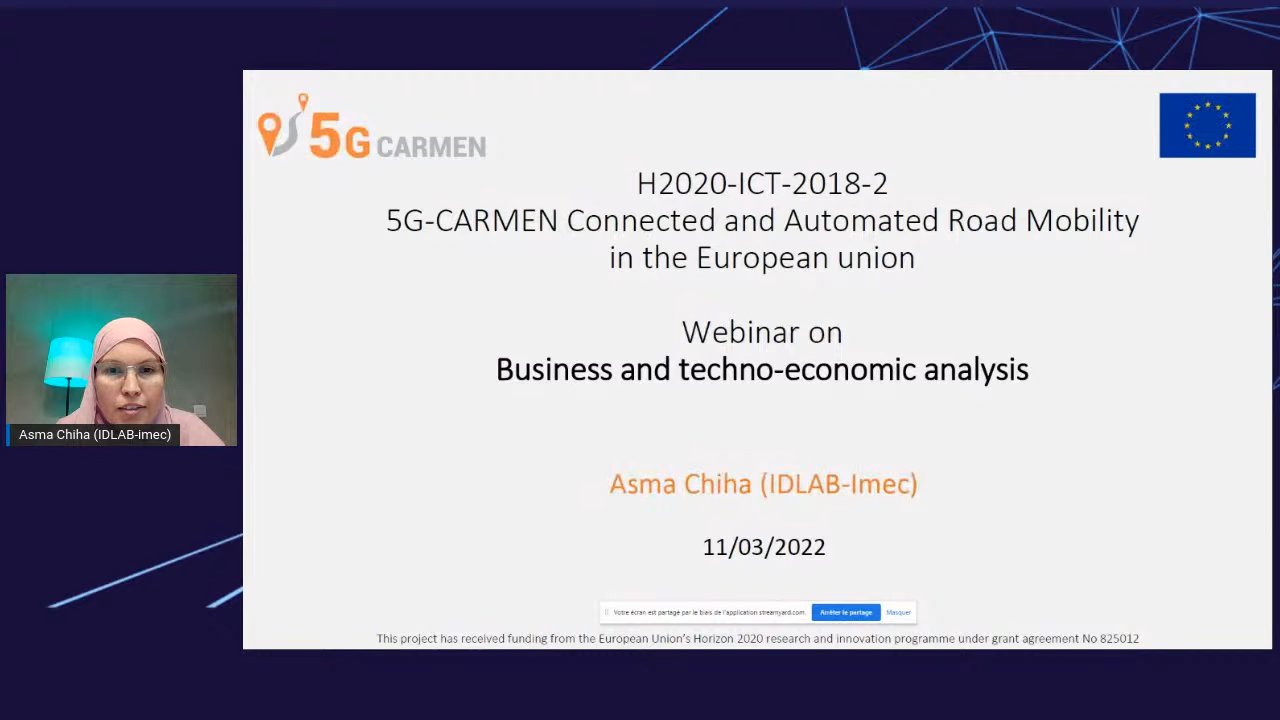 5G CARMEN
H2020-ICT-2018-2
5G-CARMEN Connected and Automated Road Mobility
in the European union
Webinar on
Business and techno-economic analysis
Asma Chiha (IDLAB-imec)
Asma Chiha (IDLAB-Imec)
11/03/2022
Votre écran est partagé par le biais de l'application streamyard.com. Arrêter le partage Masquer
This project has received funding from the European Union's Horizon 2020 research and innovation programme under grant agreement No 825012